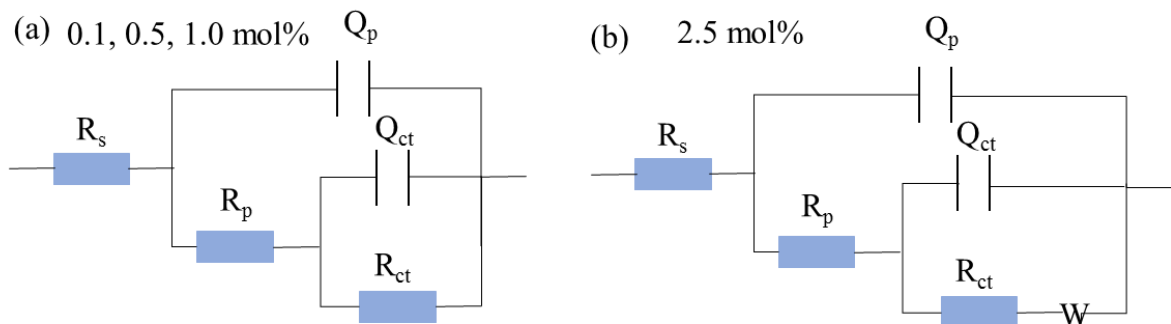 (a) 0.1, 0.5, 1.0 mol%
Qp
Rs
Qct
Rp
Rct
(b) 2.5 mol%
Qp
Rs
Qct
Rp
Rct
W